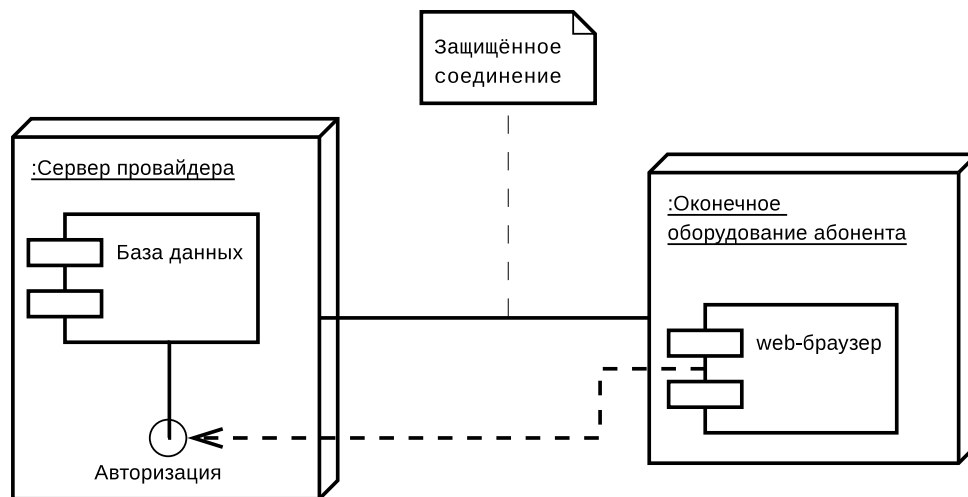 Защищённое
соединение
:Сервер провайдера
База данных
Авторизация
:Оконечное
оборудование абонента
web-браузер